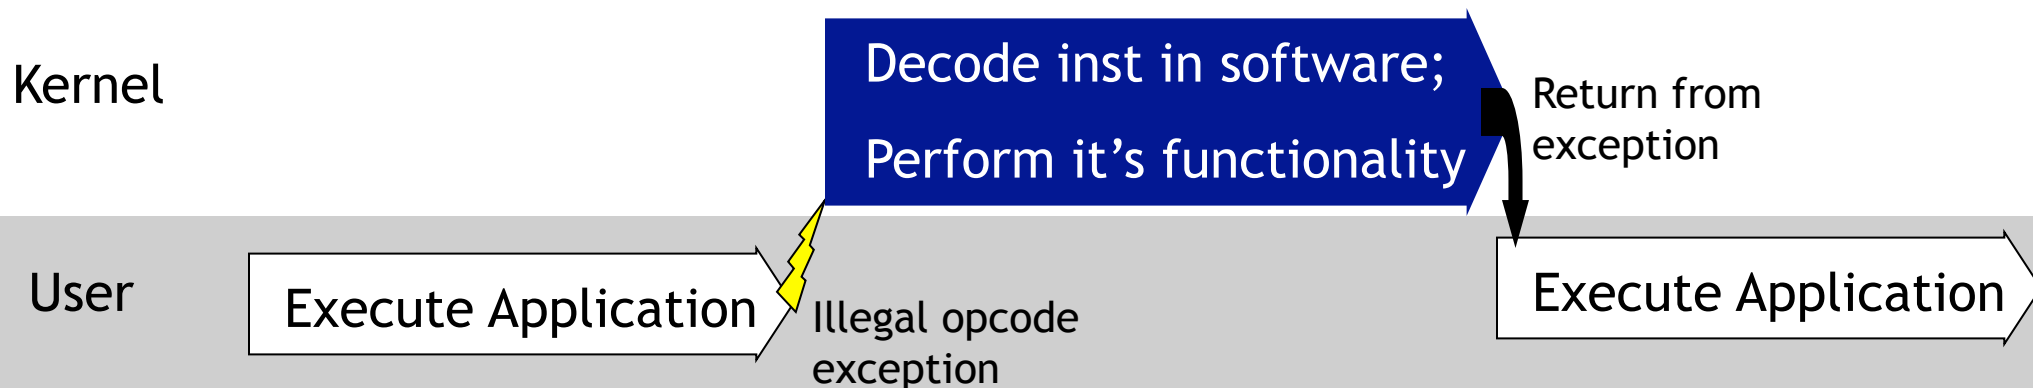 Kernel
Decode inst in software;
Perform it’s functionality
Return from
exception
User
Execute Application
Illegal opcode
exception
Execute Application